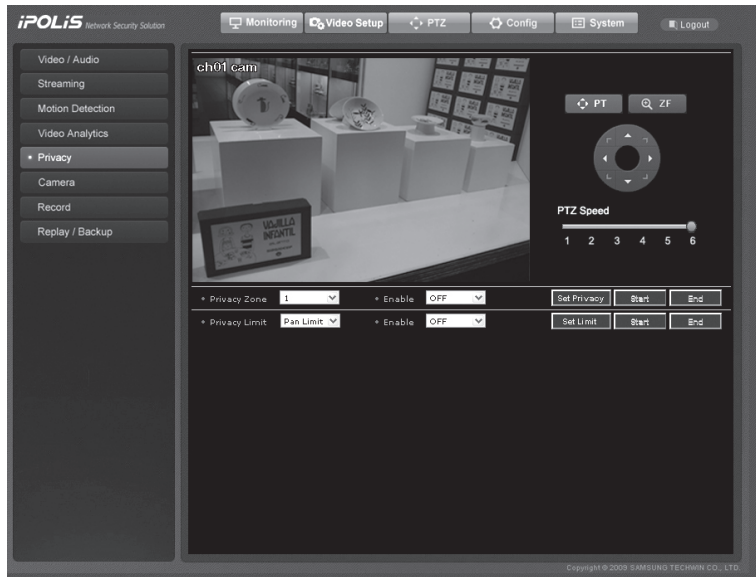 iPOLiS Network Security Solution
Monitoring Video Setup PTZ Config System Logout
Video / Audio
Streaming
Motion Detection
Video Analytics
Privacy
Camera
Record
Replay / Backup
ch01 cam
VAJILLA
INFANTIL
PT ZF
PTZ Speed
1 2 3 4 5 6
Privacy Zone 1 Enable OFF Set Privacy Start End
Privacy Limit Pan Limit Enable OFF Set Limit Start End
Copyright © 2009 SAMSUNG TECHWIN CO., LTD.